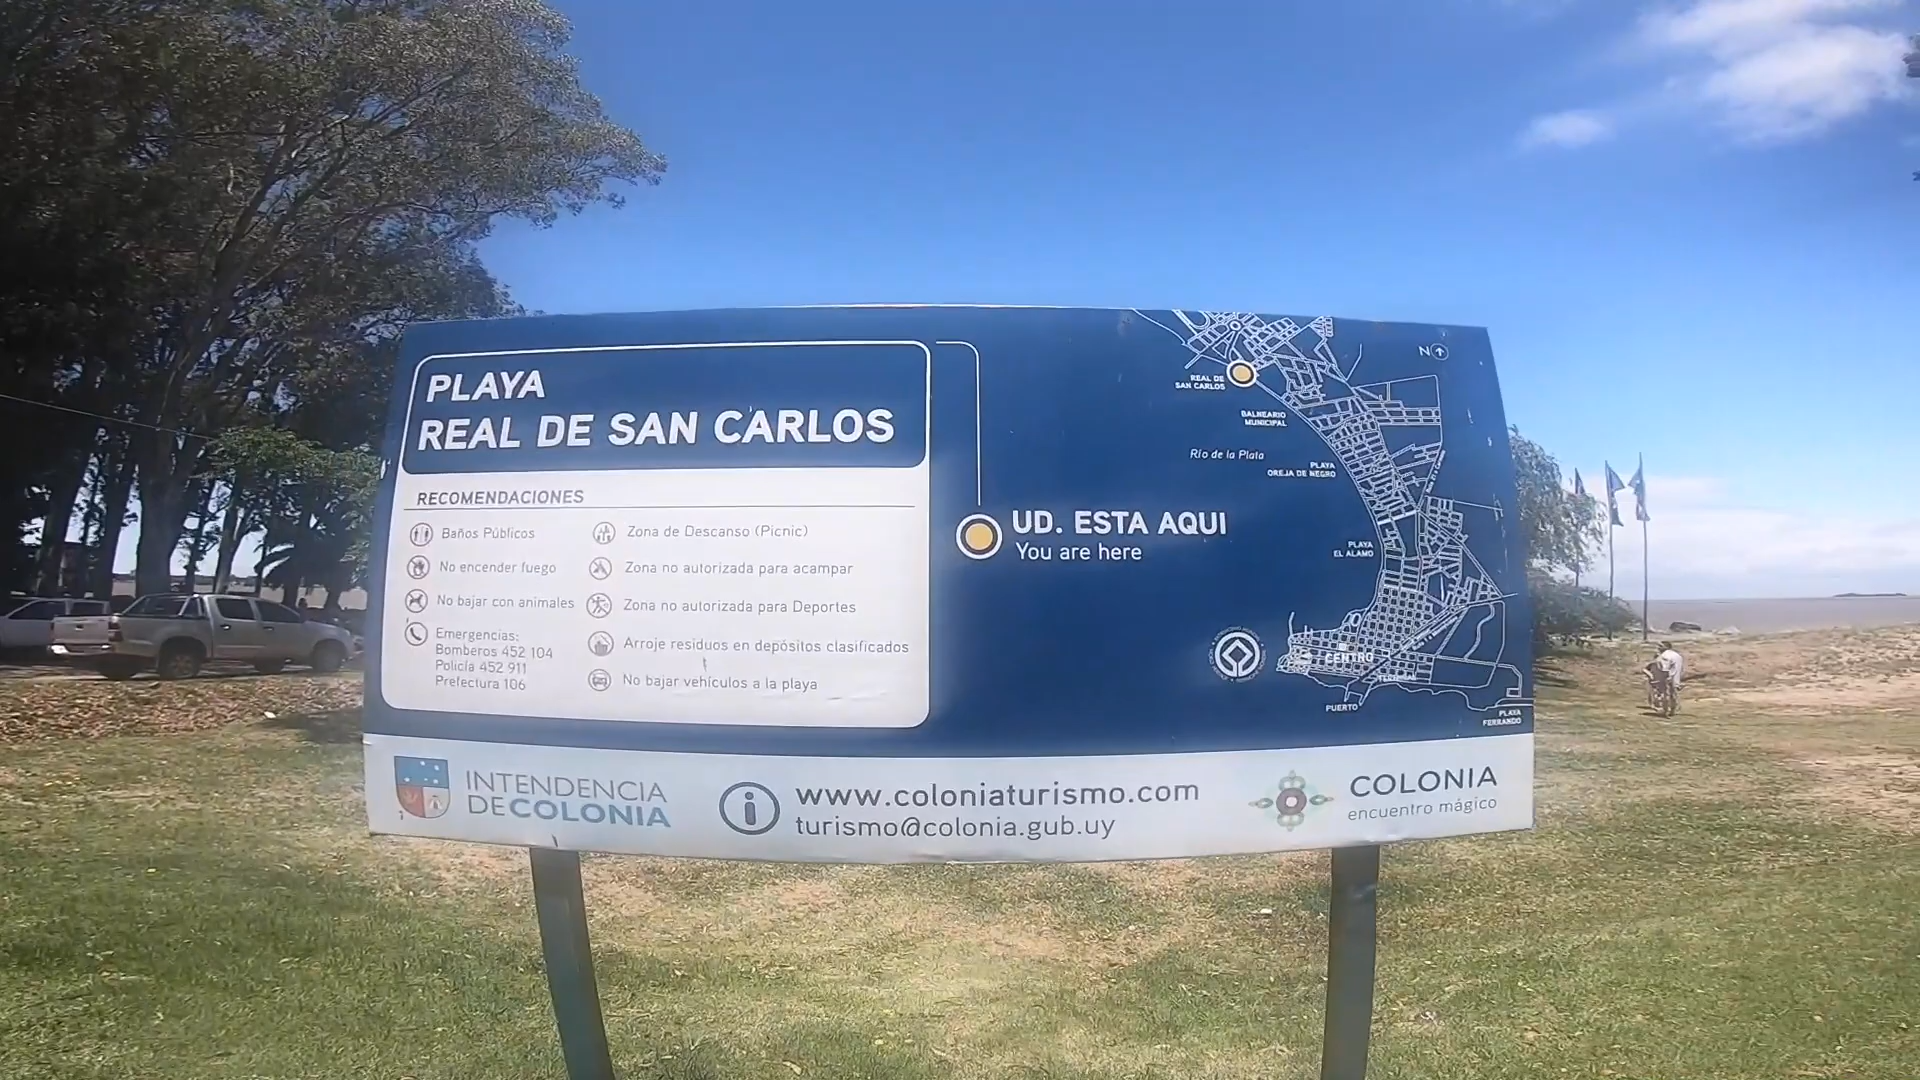 PLAYA
REAL DE SAN CARLOS
RECOMENDACIONES
Baños Públicos
No encender fuego
No bajar con animales
Emergencias:
Bomberos 452 104
Policía 452 911
Prefectura 106
Zona de Descanso (Picnic)
Zona no autorizada para acampar
Zona no autorizada para Deportes
Arroje residuos en depósitos clasificados
No bajar vehículos a la playa
UD. ESTA AQUI
You are here
N
REAL DE
SAN CARLOS
BALNEARIO
MUNICIPAL
Río de la Plata
PLAYA
OREJA DE NEGRO
PLAYA
EL ALAMO
CENTRO
TERMINAL
PUERTO
PLAYA
FERRANDO
INTENDENCIA
DE COLONIA
www.coloniaturismo.com
turismo@colonia.gub.uy
COLONIA
encuentro mágico